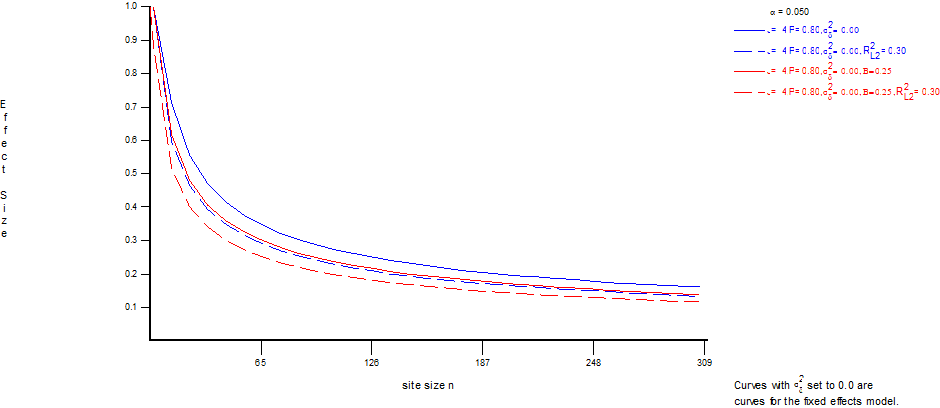 α = 0.050
= 4 P= 0.80,σ2δ= 0.00
= 4 P= 0.80,σ2δ= 0.00,R2L2= 0.30
= 4 P= 0.80,σ2δ= 0.00,B=0.25
= 4 P= 0.80,σ2δ= 0.00,B=0.25,R2L2= 0.30
Effect Size
1.0
0.9
0.8
0.7
0.6
0.5
0.4
0.3
0.2
0.1
65 126 187 248 309
site size n
Curves with σ2 set to 0.0 are
curves for the fixed effects model.